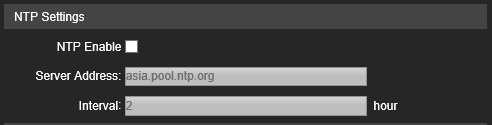 NTP Settings
NTP Enable
Server Address: asia.pool.ntp.org
Interval: 2 hour